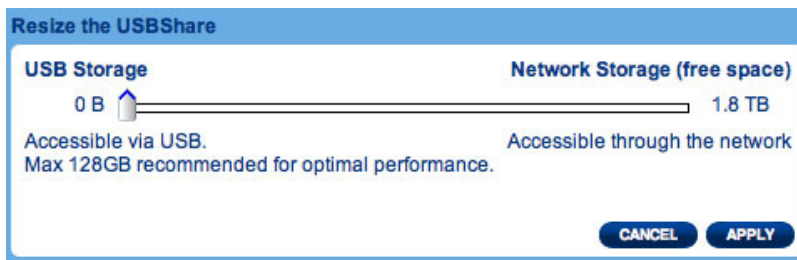 Resize the USBShare
USB Storage Network Storage (free space)
0 B 1.8 TB
Accessible via USB. Accessible through the network
Max 128GB recommended for optimal performance.
CANCEL APPLY